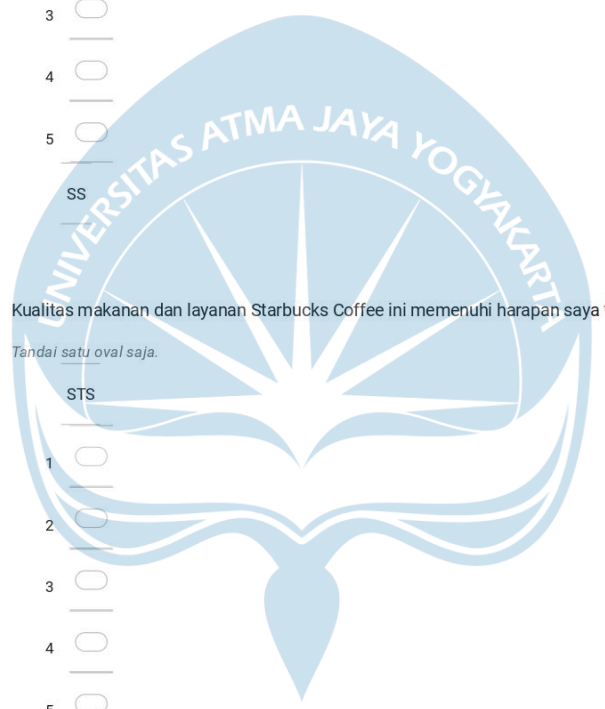 3
4
5
SS
UNIVERSITAS ATMA JAYA YOGYAKARTA
Kualitas makanan dan layanan Starbucks Coffee ini memenuhi harapan saya *
Tandai satu oval saja.
STS
1
2
3
4
5